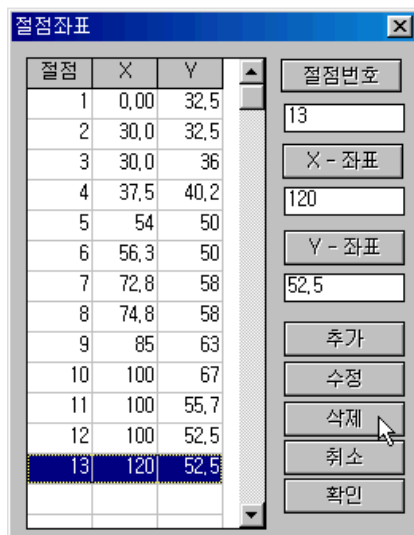 절점좌표
절점 X Y
1 0,00 32,5
2 30,0 32,5
3 30,0 36
4 37,5 40,2
5 54 50
6 56,3 50
7 72,8 58
8 74,8 58
9 85 63
10 100 67
11 100 55,7
12 100 52,5
13 120 52,5
절점번호
13
X - 좌표
120
Y - 좌표
52,5
추가
수정
삭제
취소
확인